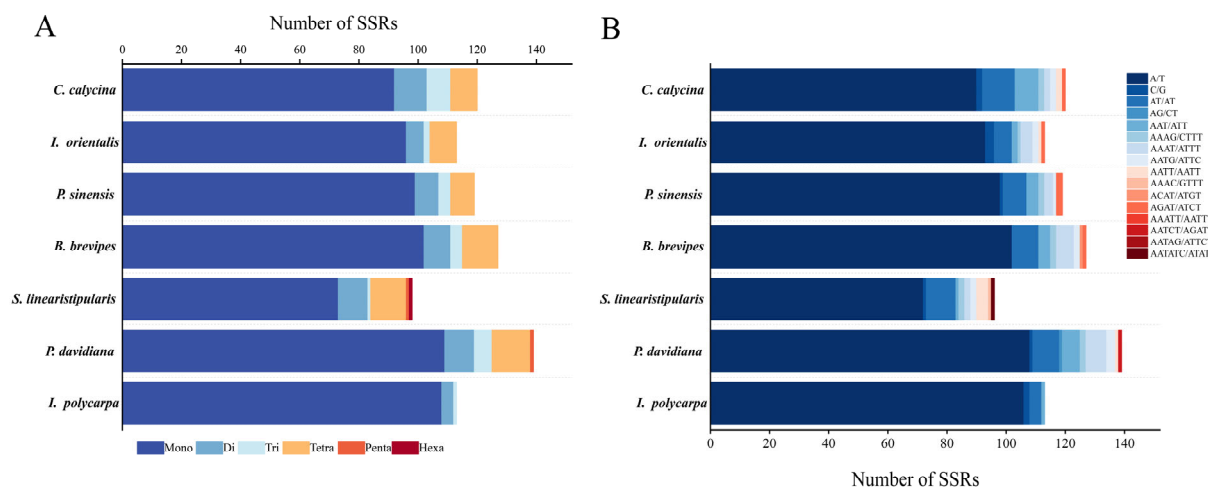 A
Number of SSRs
0 20 40 60 80 100 120 140
C. calycina
I. orientalis
P. sinensis
B. brevipes
S. linearistipularis
P. davidiana
I. polycarpa
Mono Di Tri Tetra Penta Hexa
B
C. calycina
I. orientalis
P. sinensis
B. brevipes
S. linearistipularis
P. davidiana
I. polycarpa
0 20 40 60 80 100 120 140
Number of SSRs
A/T
C/G
AT/AT
AG/CT
AAT/ATT
AAAG/CTTT
AAAT/ATTT
AATG/ATTC
AATT/AATT
AAAC/GTTT
ACAT/ATGT
AGAT/ATCT
AAATT/AATT
AATCT/AGAT
AATAG/ATTC
AATATC/ATAT